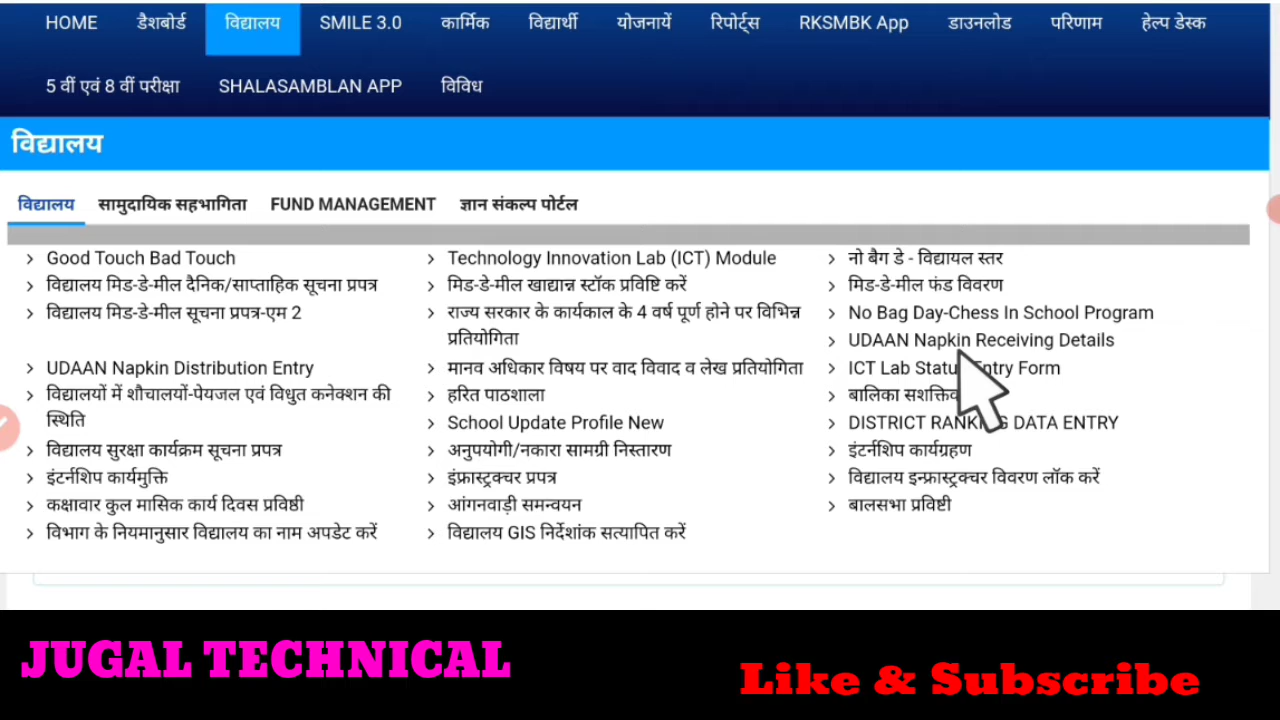 HOME डैशबोर्ड विद्यालय SMILE 3.0 कार्मिक विद्यार्थी योजनायें रिपोर्ट्स RKSMBK App डाउनलोड परिणाम हेल्प डेस्क
5 वीं एवं 8 वीं परीक्षा SHALASAMBLAN APP विविध
विद्यालय
विद्यालय सामुदायिक सहभागिता FUND MANAGEMENT ज्ञान संकल्प पोर्टल
Good Touch Bad Touch Technology Innovation Lab (ICT) Module नो बैग डे - विद्यायल स्तर
विद्यालय मिड-डे-मील दैनिक/साप्ताहिक सूचना प्रपत्र मिड-डे-मील खाद्यान्न स्टॉक प्रविष्टि करें मिड-डे-मील फंड विवरण
विद्यालय मिड-डे-मील सूचना प्रपत्र-एम 2 राज्य सरकार के कार्यकाल के 4 वर्ष पूर्ण होने पर विभिन्न No Bag Day-Chess In School Program
प्रतियोगिता UDAAN Napkin Receiving Details
UDAAN Napkin Distribution Entry मानव अधिकार विषय पर वाद विवाद व लेख प्रतियोगिता ICT Lab Status Entry Form
विद्यालयों में शौचालयों-पेयजल एवं विधुत कनेक्शन की हरित पाठशाला बालिका
स्थिति School Update Profile New DISTRICT RANKING DATA ENTRY
विद्यालय सुरक्षा कार्यक्रम सूचना प्रपत्र अनुपयोगी/नकारा सामग्री निस्तारण इंटर्नशिप कार्यग्रहण
इंटर्नशिप कार्यमुक्ति इंफ्रास्ट्रक्चर प्रपत्र विद्यालय इन्फ्रास्ट्रक्चर विवरण लॉक करें
कक्षावार कुल मासिक कार्य दिवस प्रविष्ठी आंगनवाड़ी समन्वयन बालसभा प्रविष्टी
विभाग के नियमानुसार विद्यालय का नाम अपडेट करें विद्यालय GIS निर्देशांक सत्यापित करें
JUGAL TECHNICAL
Like & Subscribe